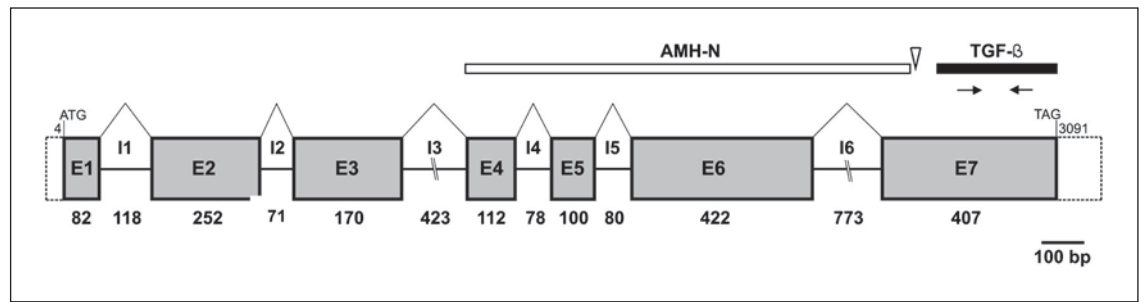 AMH-N TGF-ß
ATG TAG
4 3091
I1 I2 I3 I4 I5 I6
E1 E2 E3 E4 E5 E6 E7
82 118 252 71 170 423 112 78 100 80 422 773 407
100 bp